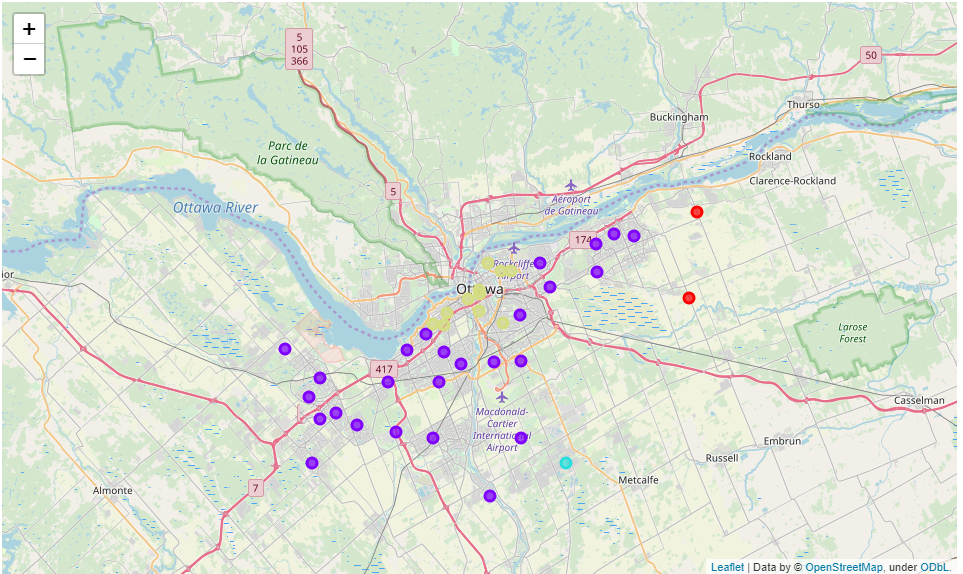 +
−
5
105
366
50
Buckingham
Thurso
Parc de
la Gatineau
Rockland
Clarence-Rockland
5
Ottawa River
Aéroport
de Gatineau
174
Rockcliffe
Airport
Ottawa
Larose
Forest
417
Casselman
Macdonald-
Cartier
International
Airport
Embrun
Russell
Metcalfe
Almonte
7
Leaflet | Data by © OpenStreetMap, under ODbL.